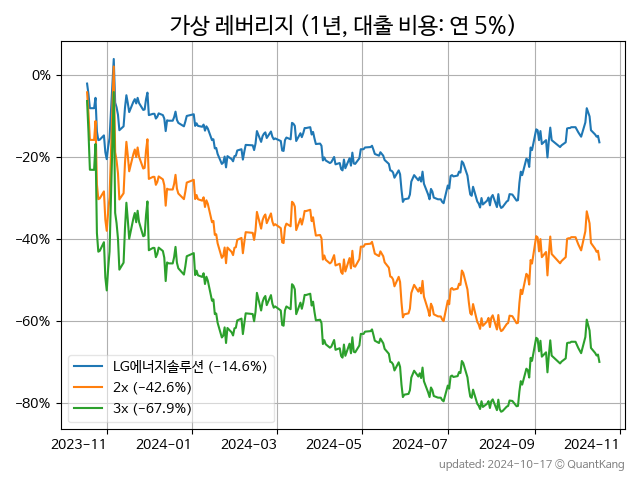 가상 레버리지 (1년, 대출 비용: 연 5%)
0%
−20%
−40%
−60%
−80%
LG에너지솔루션 (−14.6%)
2x (−42.6%)
3x (−67.9%)
2023-11 2024-01 2024-03 2024-05 2024-07 2024-09 2024-11
updated: 2024-10-17 © QuantKang